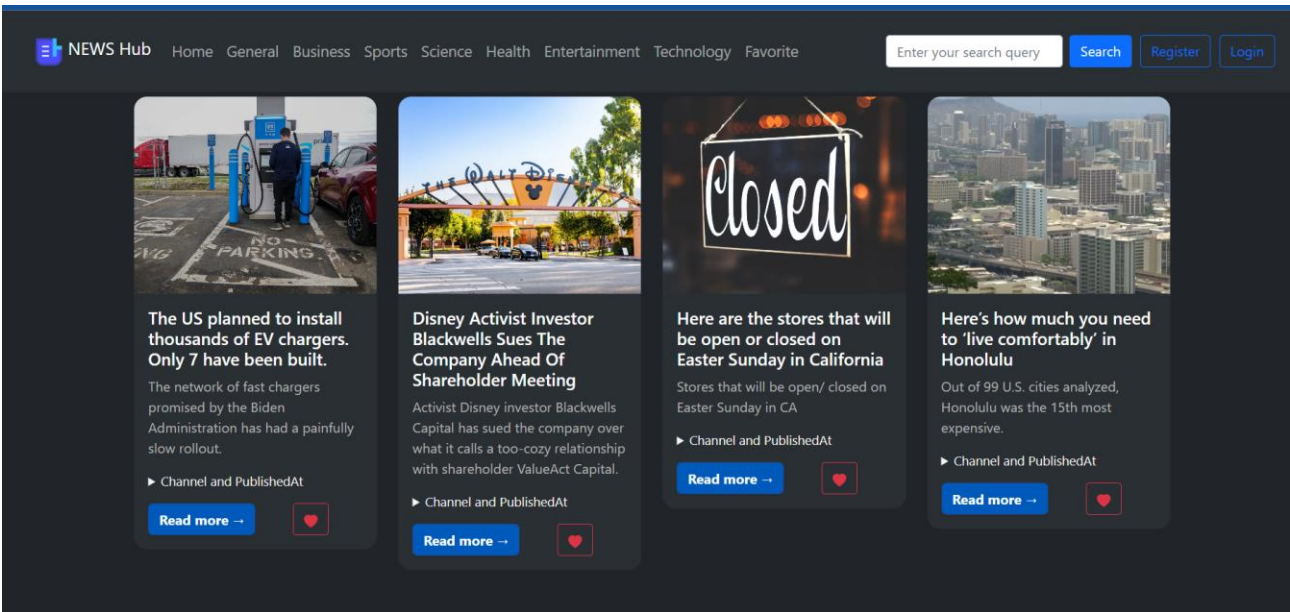 NEWS Hub Home General Business Sports Science Health Entertainment Technology Favorite Enter your search query Search Register Login
NO
PARKING
THE WALT DISNEY
Closed
The US planned to install
thousands of EV chargers.
Only 7 have been built.
The network of fast chargers
promised by the Biden
Administration has had a painfully
slow rollout.
▶ Channel and PublishedAt
Read more →
Disney Activist Investor
Blackwells Sues The
Company Ahead Of
Shareholder Meeting
Activist Disney investor Blackwells
Capital has sued the company over
what it calls a too-cozy relationship
with shareholder ValueAct Capital.
▶ Channel and PublishedAt
Read more →
Here are the stores that will
be open or closed on
Easter Sunday in California
Stores that will be open/ closed on
Easter Sunday in CA
▶ Channel and PublishedAt
Read more →
Here's how much you need
to ‘live comfortably’ in
Honolulu
Out of 99 U.S. cities analyzed,
Honolulu was the 15th most
expensive.
▶ Channel and PublishedAt
Read more →